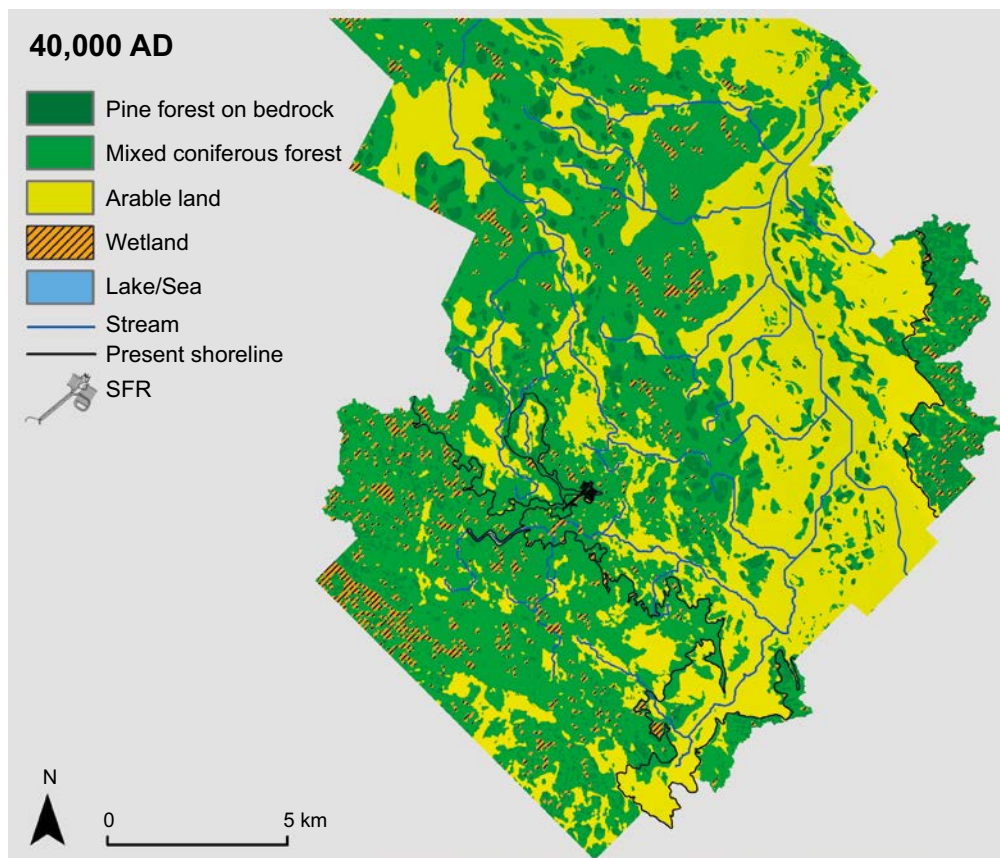 40,000 AD
Pine forest on bedrock
Mixed coniferous forest
Arable land
Wetland
Lake/Sea
Stream
Present shoreline
SFR
N
0 5 km